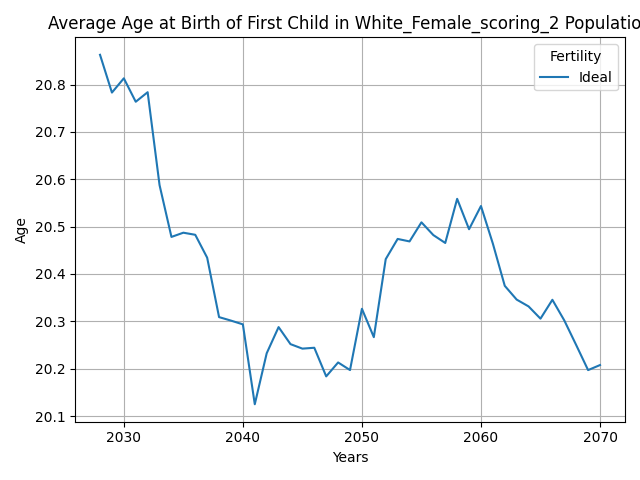 Average Age at Birth of First Child in White_Female_scoring_2 Populatio
Fertility
Ideal
Age
20.8
20.7
20.6
20.5
20.4
20.3
20.2
20.1
2030 2040 2050 2060 2070
Years